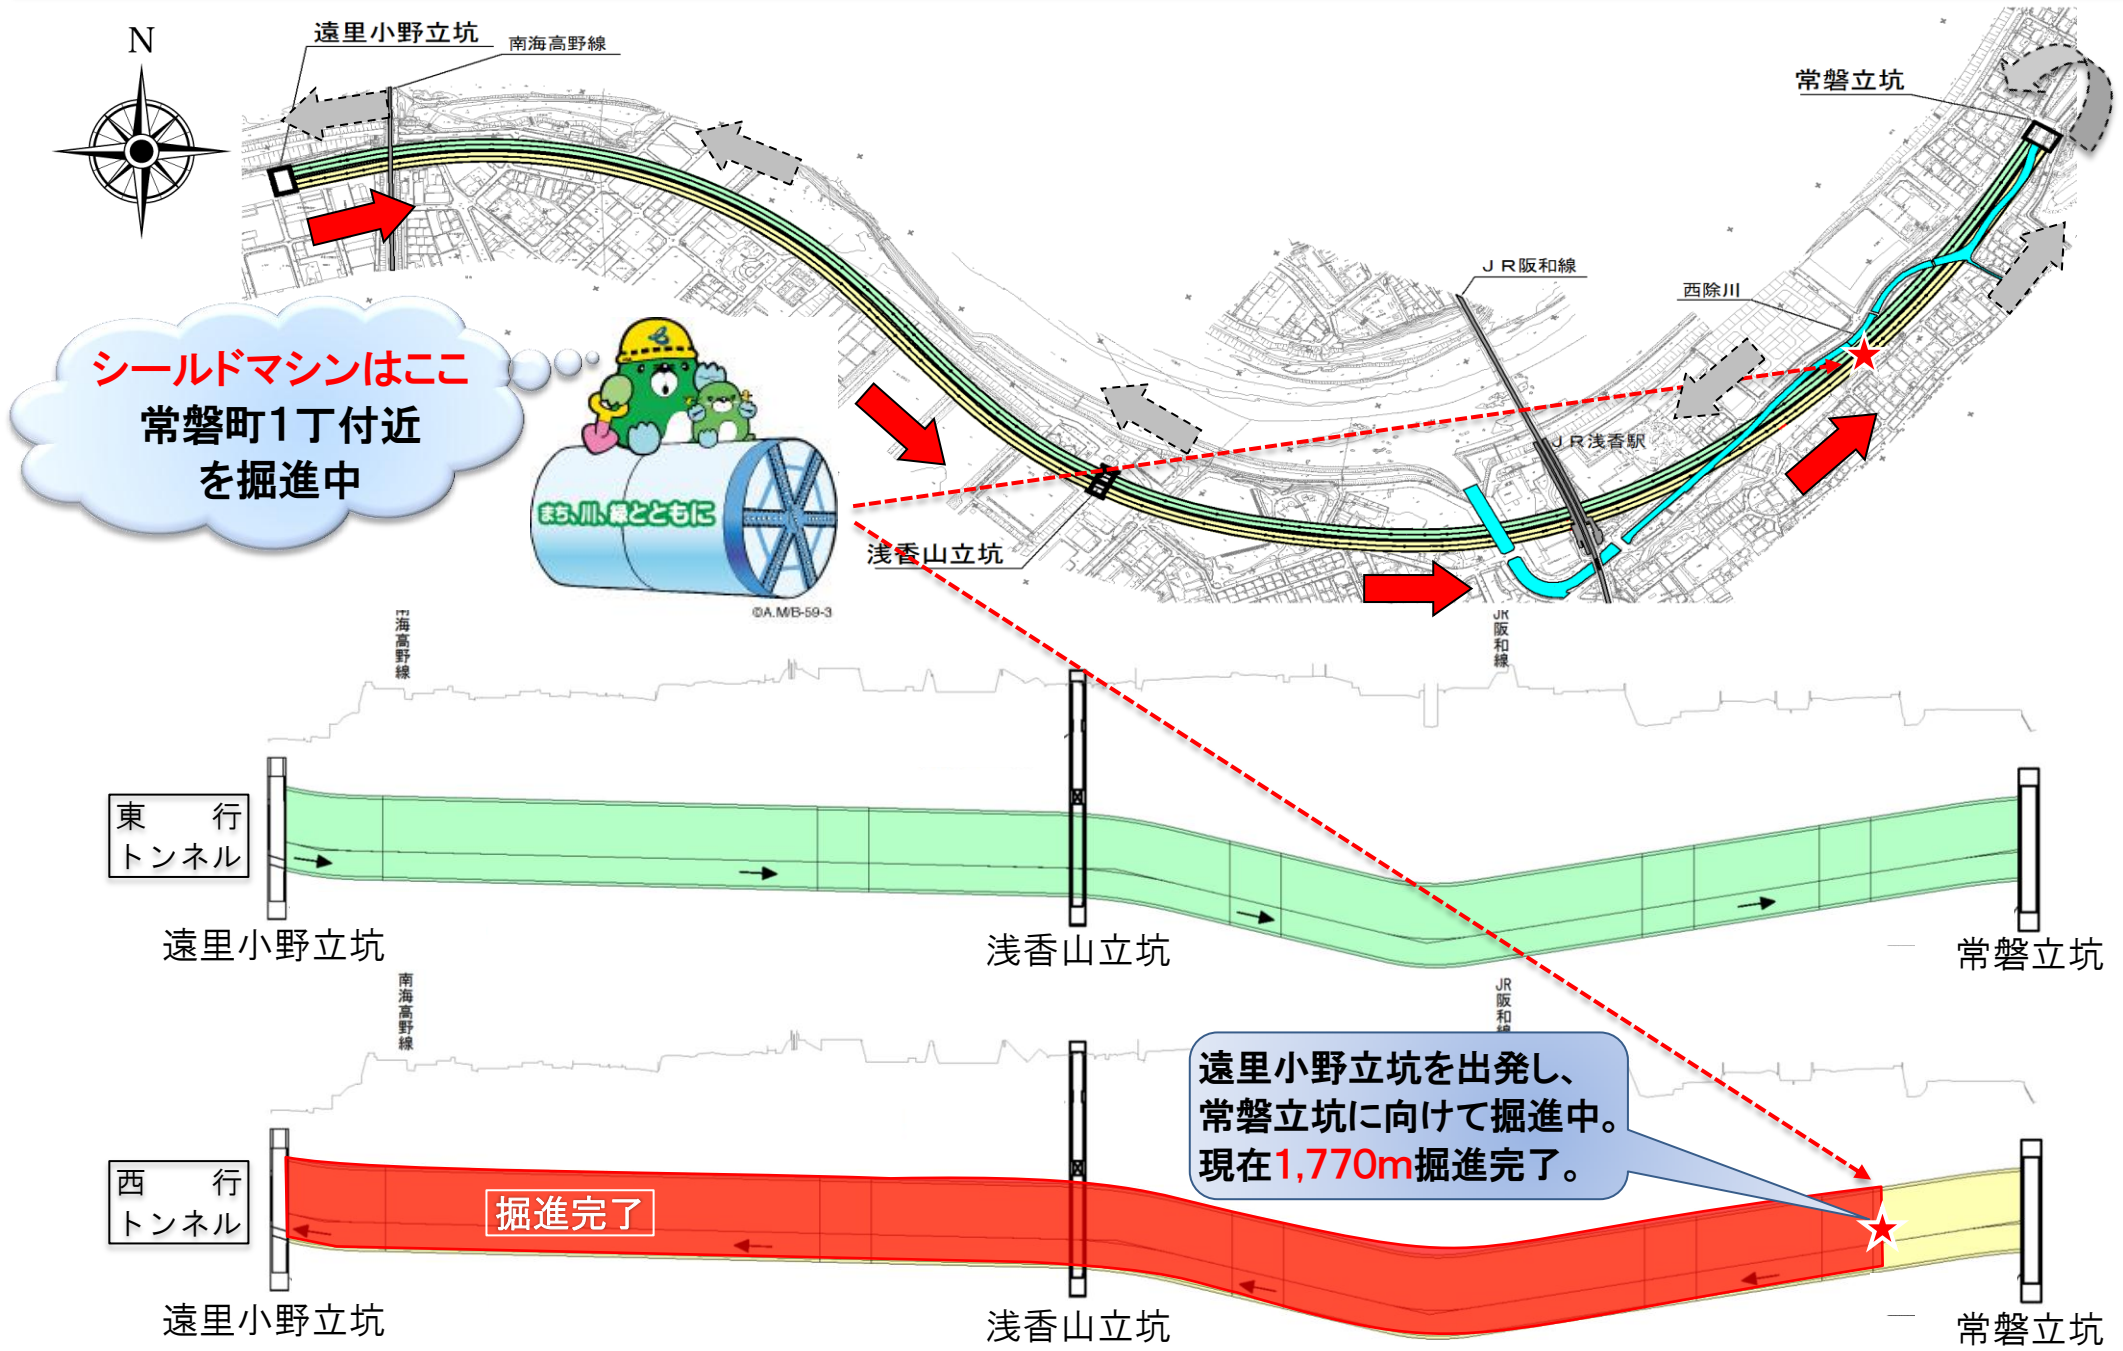 N
遠里小野立坑
南海高野線
常磐立坑
JR阪和線
西除川
シールドマシンはここ
常磐町1丁付近
を掘進中
JR浅香駅
まち、川、緑とともに
浅香山立坑
©A.M/B-59-3
南海高野線
JR阪和線
東行
トンネル
遠里小野立坑
浅香山立坑
常磐立坑
南海高野線
JR阪和線
遠里小野立坑を出発し、
常磐立坑に向けて掘進中。
現在1,770m掘進完了。
西行
トンネル
掘進完了
遠里小野立坑
浅香山立坑
常磐立坑